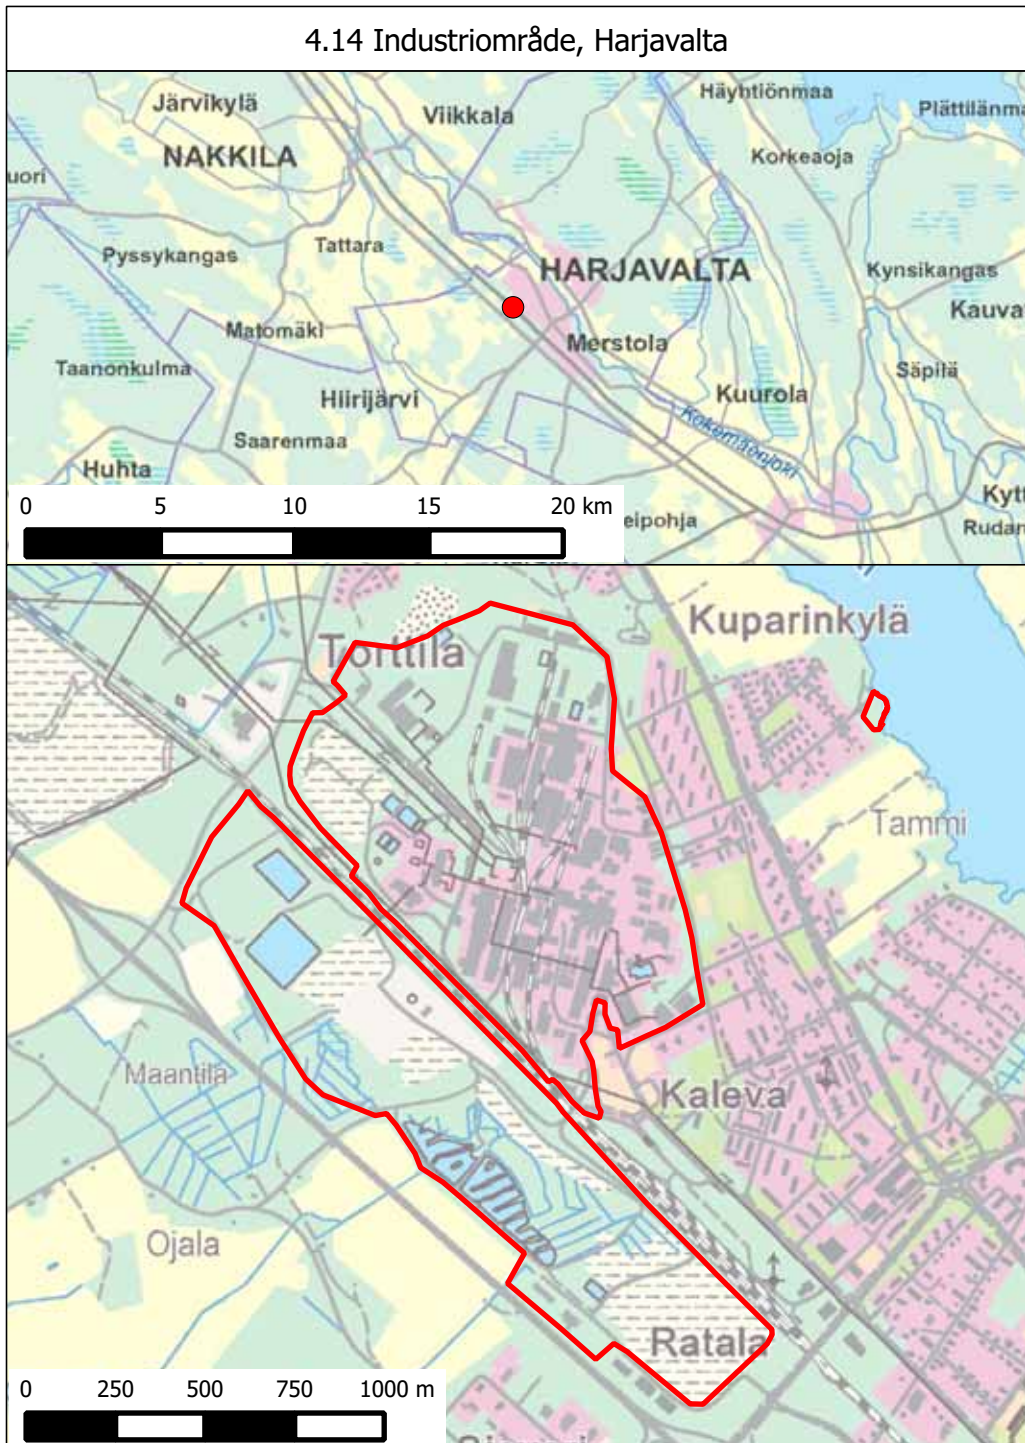 4.14 Industriområde, Harjavalta
Järvikylä
Viikkala
Häyhtiönmaa
Plättilänma
NAKKILA
Korkeaoja
uori
Pyssykangas
Tattara
HARJAVALTA
Kynsikangas
Kauva
Matomäki
Merstola
Taanonkulma
Säpilä
Hiirijärvi
Kuurola
Saarenmaa
Kokemäenjoki
Huhta
Kytt
eipohja
Rudan
0 5 10 15 20 km
Torttila
Kuparinkylä
Tammi
Maantila
Kaleva
Ojala
Ratala
0 250 500 750 1000 m